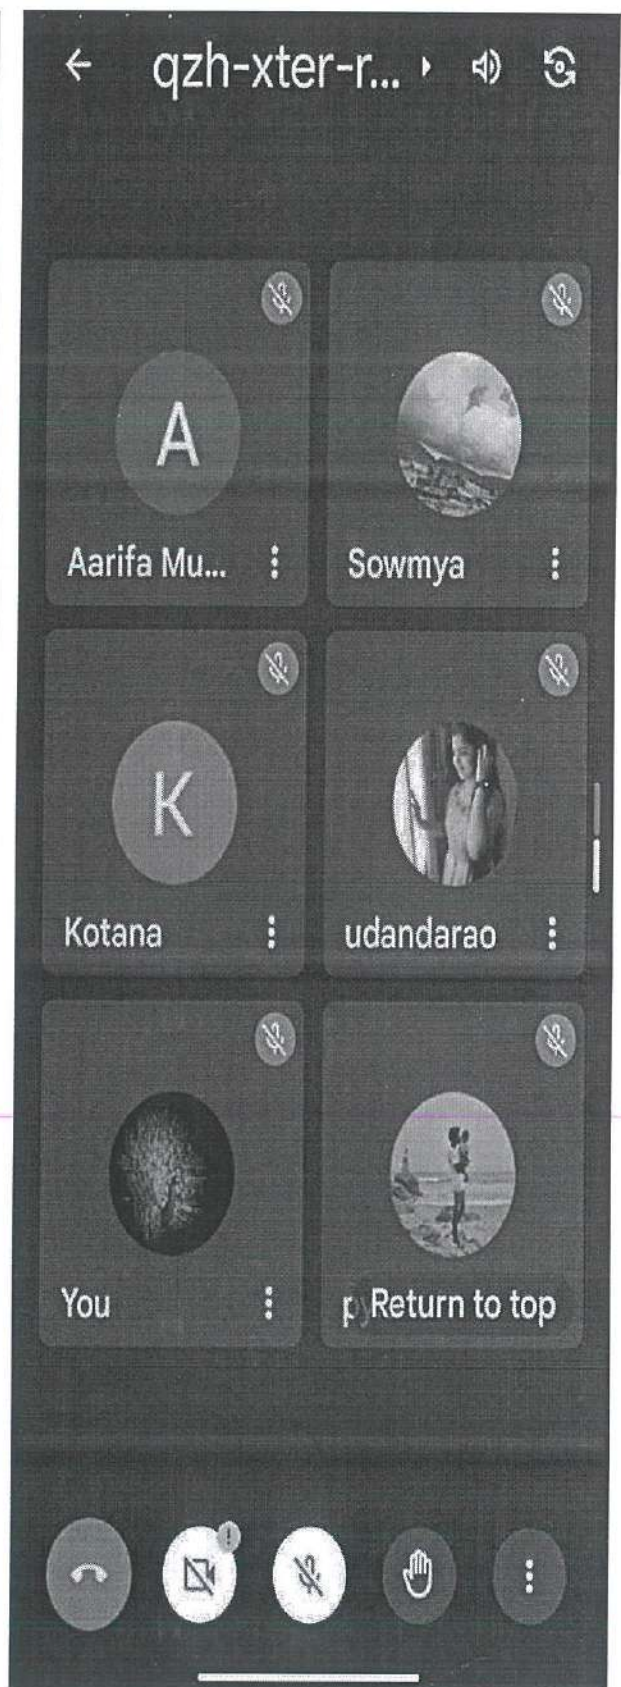 qzh-xter-r...
A
Aarifa Mu...
Sowmya
K
Kotana
udandarao
You
Return to top